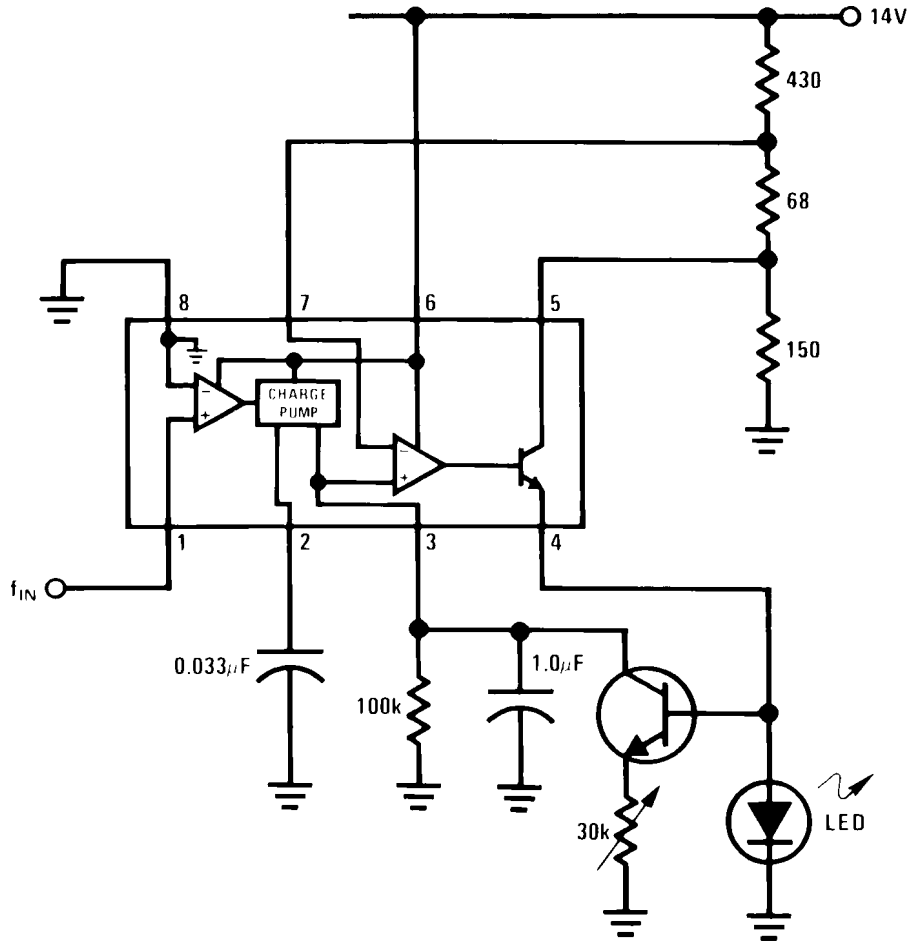 14V
430
68
8 7 6 5
150
CHARGE
PUMP
−
+
−
+
1 2 3 4
fIN
0.033μF
100k
1.0μF
30k
LED